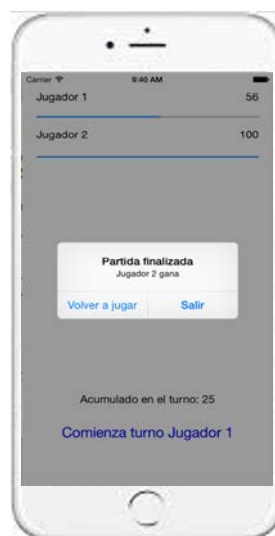 Carrier 9:40 AM
Jugador 1 56
Jugador 2 100
Partida finalizada
Jugador 2 gana
Volver a jugar Salir
Acumulado en el turno: 25
Comienza turno Jugador 1